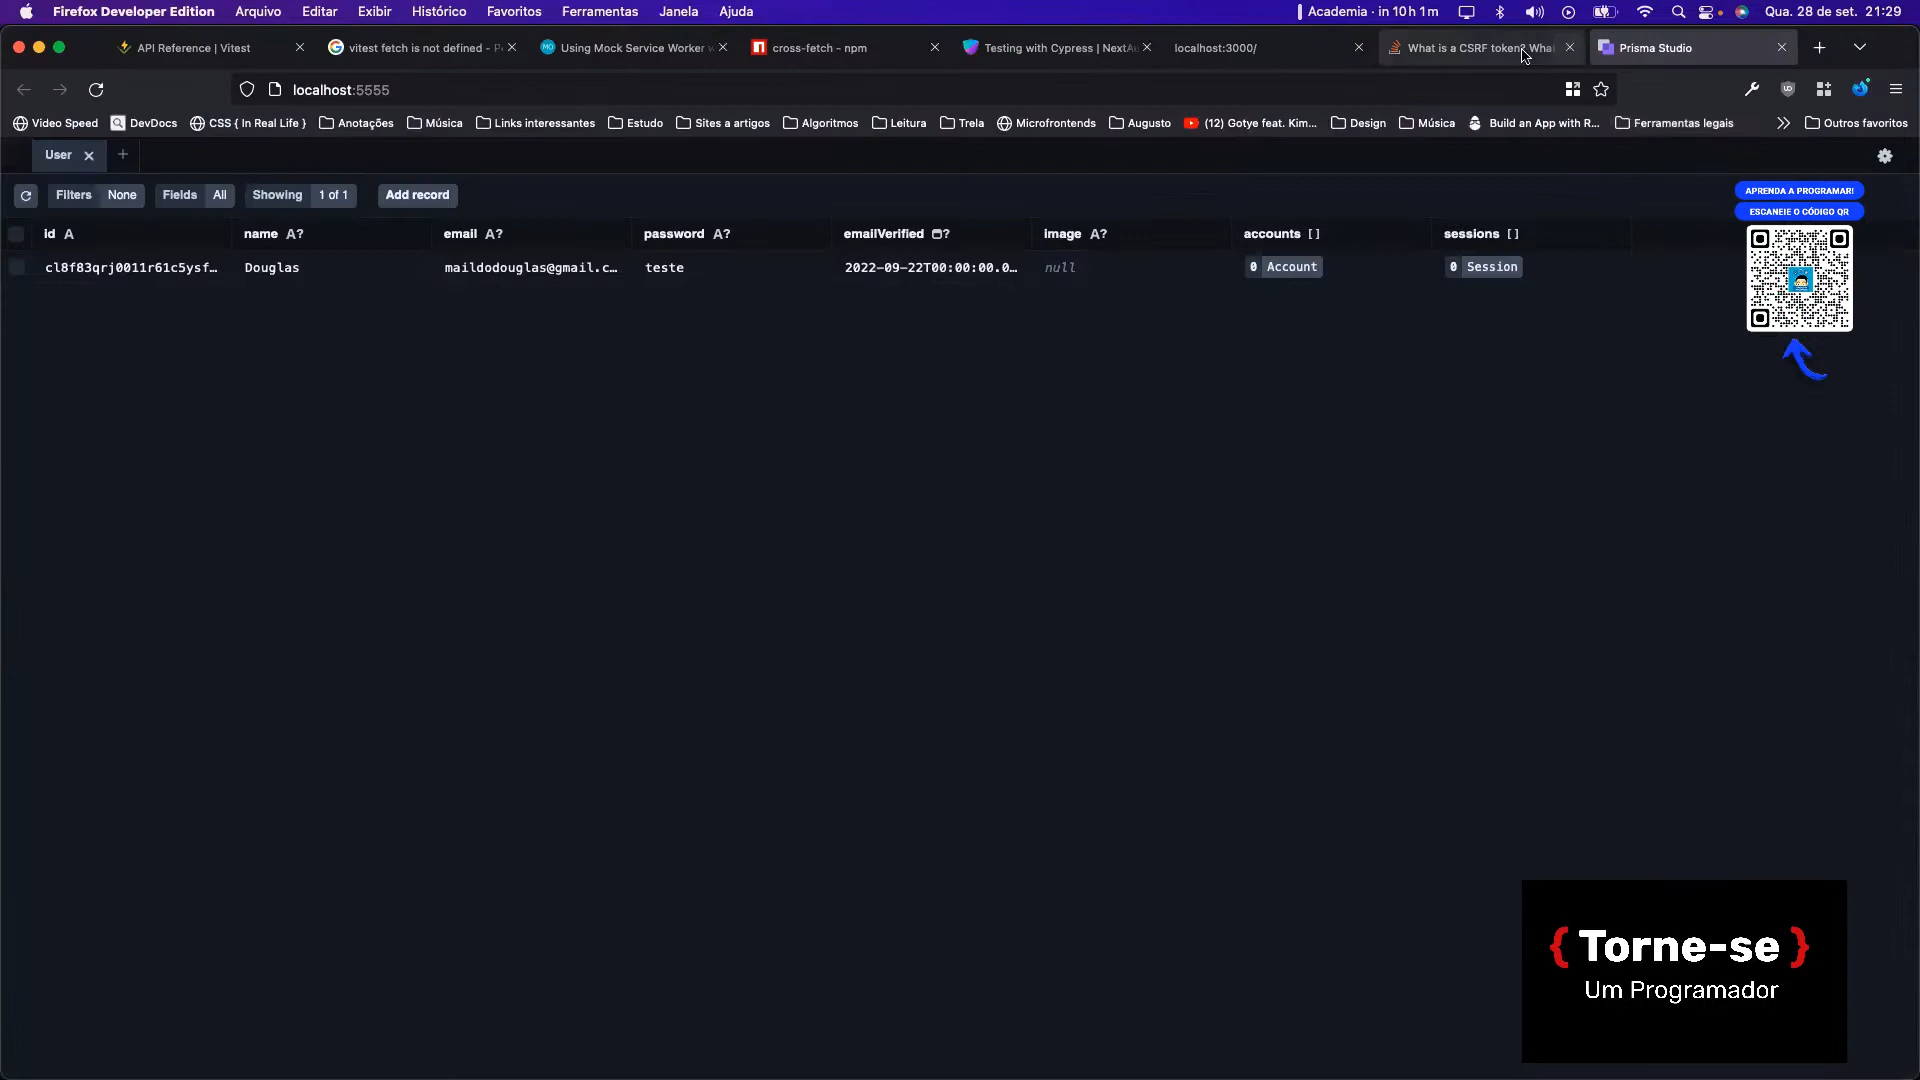 Firefox Developer Edition Arquivo Editar Exibir Histórico Favoritos Ferramentas Janela Ajuda Academia · in 10 h 1 m Qua. 28 de set. 21:29
API Reference | Vitest vitest fetch is not defined - P Using Mock Service Worker cross-fetch - npm Testing with Cypress | NextAu localhost:3000/ What is a CSRF token? Wha Prisma Studio
localhost:5555
Video Speed DevDocs CSS { In Real Life } Anotações Música Links interessantes Estudo Sites a artigos Algoritmos Leitura Trela Microfrontends Augusto (12) Gotye feat. Kim... Design Música Build an App with R... Ferramentas legais Outros favoritos
User
Filters None Fields All Showing 1 of 1 Add record
APRENDA A PROGRAMAR!
ESCANEIE O CÓDIGO QR
id A name A? email A? password A? emailVerified ? image A? accounts [] sessions []
cl8f83qrj0011r61c5ysf… Douglas maildodouglas@gmail.c… teste 2022-09-22T00:00:00.0… null 0 Account 0 Session
{ Torne-se }
Um Programador